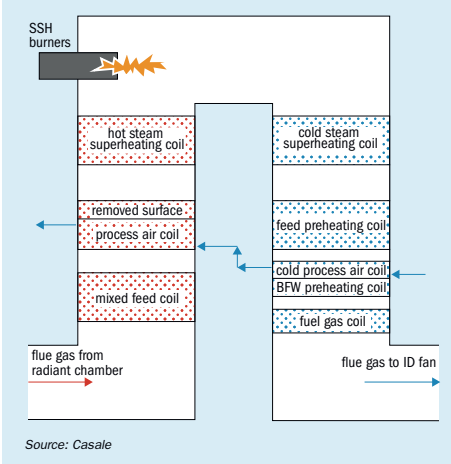 SSH
burners
hot steam
superheating coil
cold steam
superheating coil
removed surface
process air coil
feed preheating coil
cold process air coil
BFW preheating coil
mixed feed coil
fuel gas coil
flue gas from
radiant chamber
flue gas to ID fan
Source: Casale